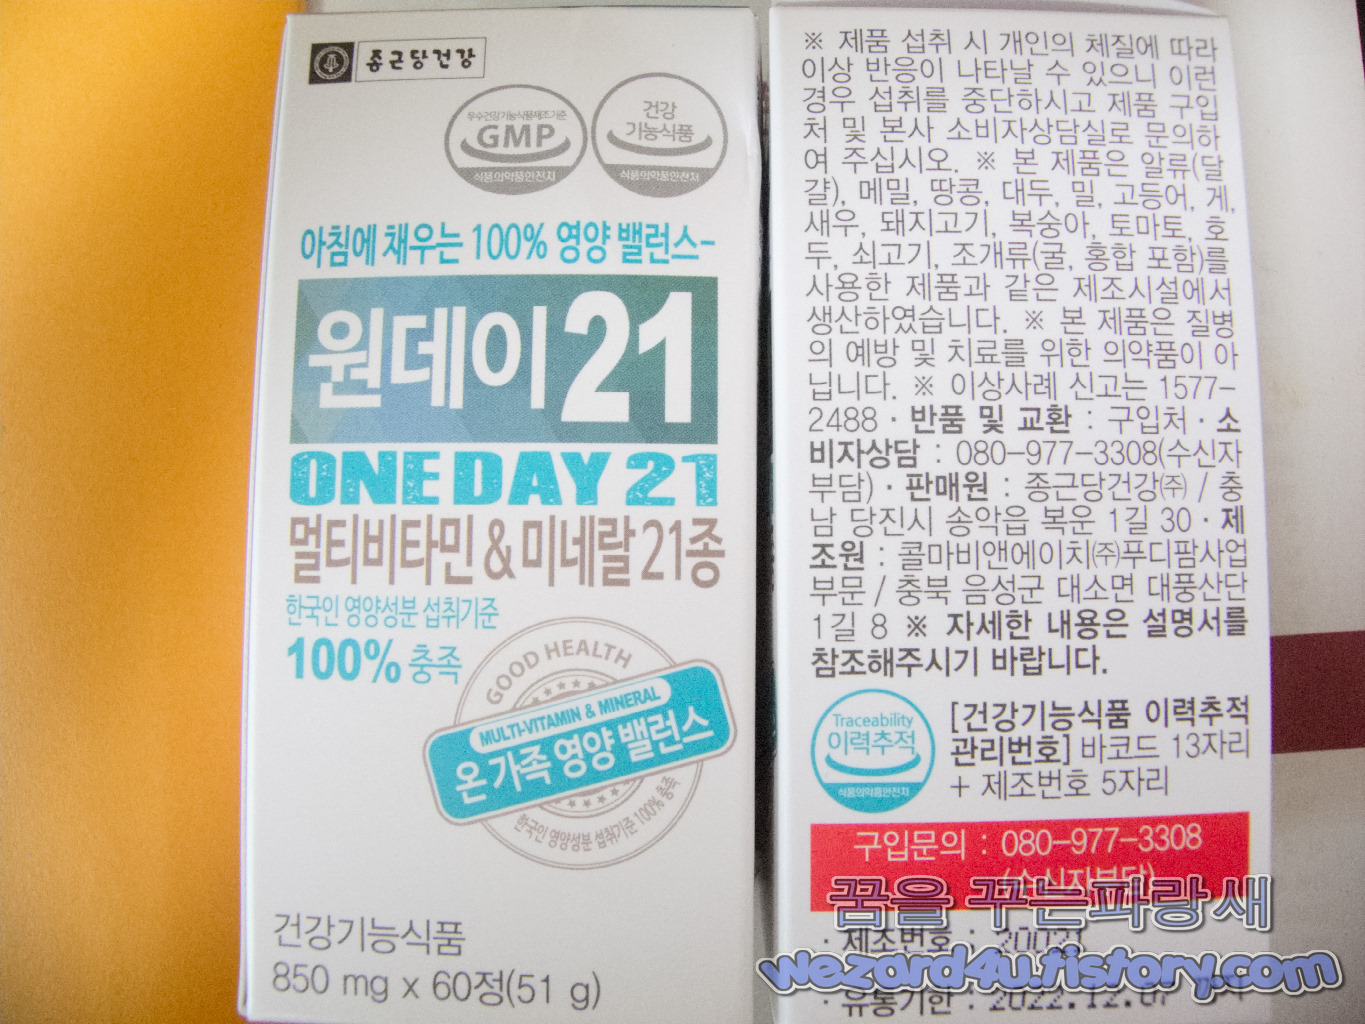 종근당건강
우수건강기능식품제조기준
GMP
식품의약품안전처
건강
기능식품
식품의약품안전처
아침에 채우는 100% 영양 밸런스-
원데이 21
ONE DAY 21
멀티비타민 & 미네랄 21종
한국인 영양성분 섭취기준
100% 충족
GOOD HEALTH
MULTI-VITAMIN & MINERAL
온 가족 영양 밸런스
한국인 영양성분 섭취기준 100% 충족
건강기능식품
850 mg x 60정(51 g)
※ 제품 섭취 시 개인의 체질에 따라
이상 반응이 나타날 수 있으니 이런
경우 섭취를 중단하시고 제품 구입
처 및 본사 소비자상담실로 문의하
여 주십시오. ※ 본 제품은 알류(달
걀), 메밀, 땅콩, 대두, 밀, 고등어, 게,
새우, 돼지고기, 복숭아, 토마토, 호
두, 쇠고기, 조개류(굴, 홍합 포함)를
사용한 제품과 같은 제조시설에서
생산하였습니다. ※ 본 제품은 질병
의 예방 및 치료를 위한 의약품이 아
닙니다. ※ 이상사례 신고는 1577-
2488 · 반품 및 교환 : 구입처 · 소
비자상담 : 080-977-3308(수신자
부담) · 판매원 : 종근당건강㈜ / 충
남 당진시 송악읍 복운 1길 30 · 제
조원 : 콜마비앤에이치㈜푸디팜사업
부문 / 충북 음성군 대소면 대풍산단
1길 8 ※ 자세한 내용은 설명서를
참조해주시기 바랍니다.
Traceability
이력추적
식품의약품안전처
[건강기능식품 이력추적
관리번호] 바코드 13자리
+ 제조번호 5자리
구입문의 : 080-977-3308
(수신자부담)
꿈을 꾸는파랑새
· 제조번호 : 20021
wezard4u.tistory.com
· 유통기한 : 2022.12.07 까지